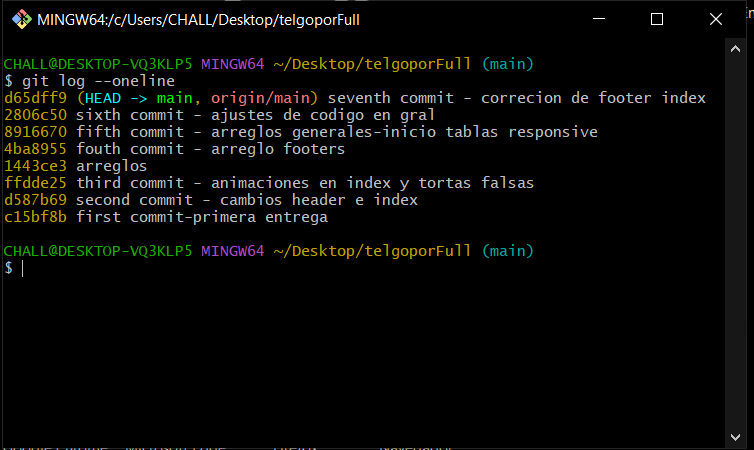 MINGW64:/c/Users/CHALL/Desktop/telgoporFull
CHALL@DESKTOP-VQ3KLP5 MINGW64 ~/Desktop/telgoporFull (main)
$ git log --oneline
d65dff9 (HEAD -> main, origin/main) seventh commit - correcion de footer index
2806c50 sixth commit - ajustes de codigo en gral
8916670 fifth commit - arreglos generales-inicio tablas responsive
4ba8955 fouth commit - arreglo footers
1443ce3 arreglos
ffdde25 third commit - animaciones en index y tortas falsas
d587b69 second commit - cambios header e index
c15bf8b first commit-primera entrega
CHALL@DESKTOP-VQ3KLP5 MINGW64 ~/Desktop/telgoporFull (main)
$